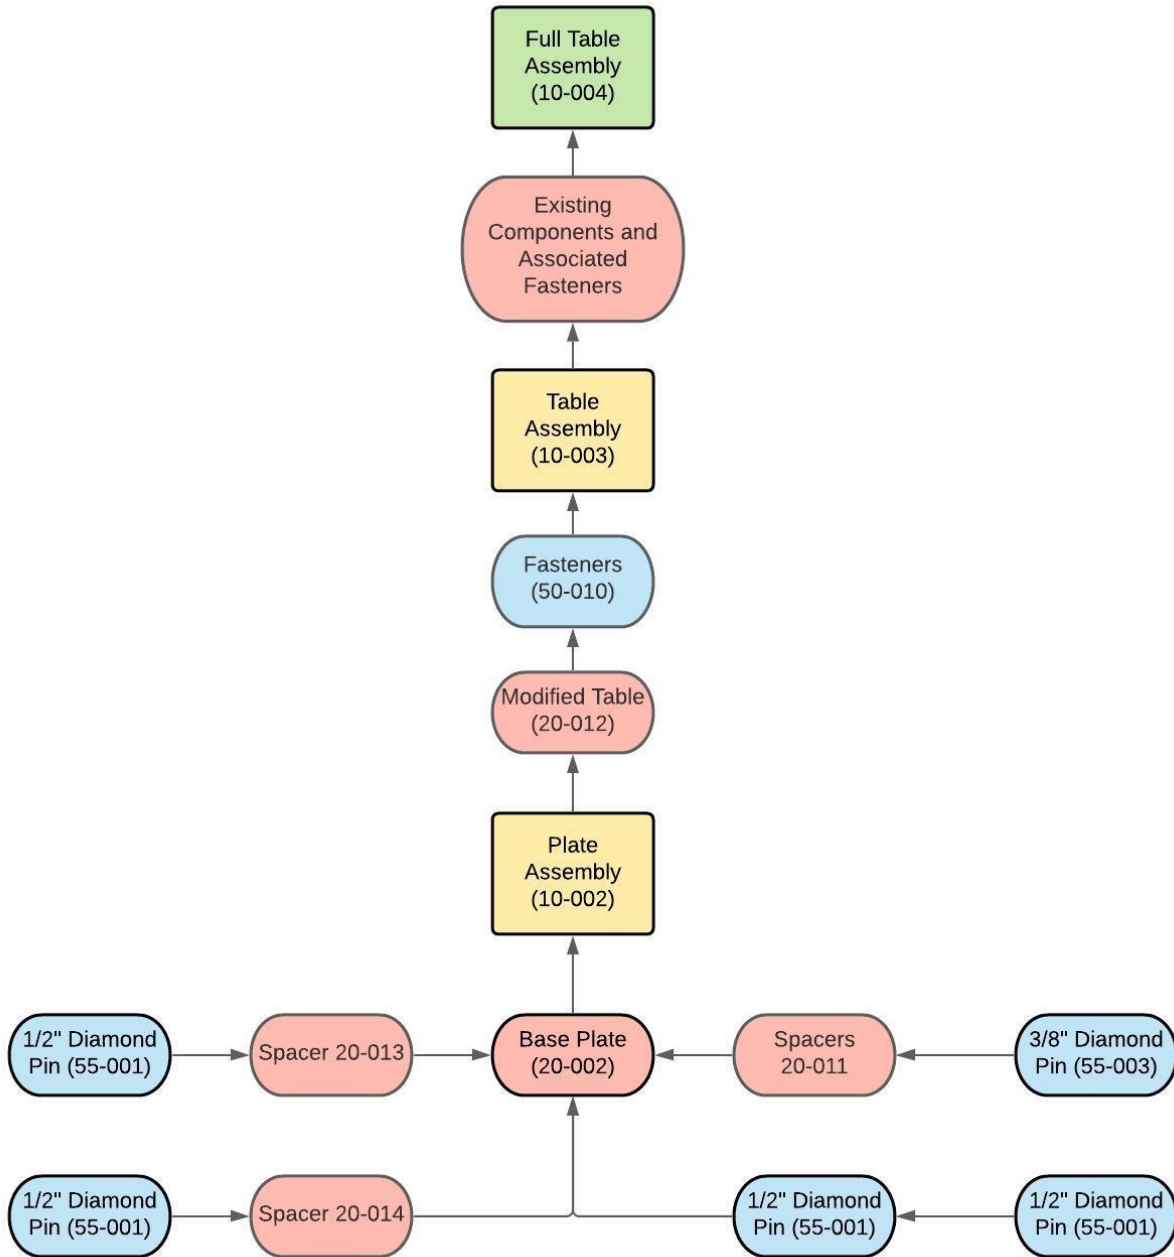 Full Table
Assembly
(10-004)
Existing
Components and
Associated
Fasteners
Table
Assembly
(10-003)
Fasteners
(50-010)
Modified Table
(20-012)
Plate
Assembly
(10-002)
1/2" Diamond
Pin (55-001)
Spacer 20-013
Base Plate
(20-002)
Spacers
20-011
3/8" Diamond
Pin (55-003)
1/2" Diamond
Pin (55-001)
Spacer 20-014
1/2" Diamond
Pin (55-001)
1/2" Diamond
Pin (55-001)